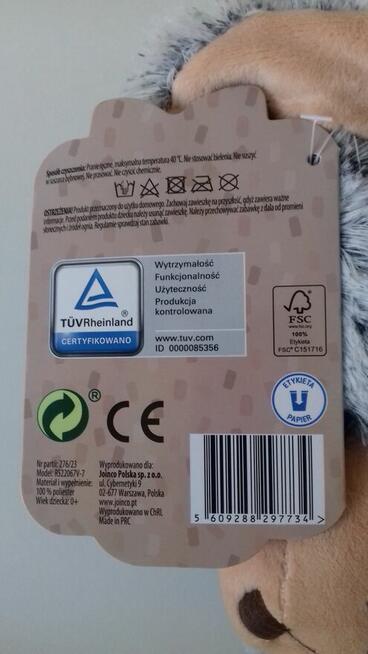 Sposób czyszczenia: Pranie ręczne, maksymalna temperatura 40 °C. Nie stosować bielenia. Nie suszyć
w suszarce bębnowej. Nie prasować. Nie czyścić chemicznie.
OSTRZEŻENIA! Produkt przeznaczony do użytku domowego. Zachowaj zawieszkę na przyszłość, gdyż zawiera ważne
informacje. Przed podaniem produktu dziecku należy usunąć zawieszkę. Należy przechowywać zabawkę z dala od promieni
słonecznych i źródeł ognia. Regularnie sprawdzaj stan zabawki.
TÜVRheinland®
CERTYFIKOWANO
Wytrzymałość
Funkcjonalność
Użyteczność
Produkcja
kontrolowana
www.tuv.com
ID 0000085356
FSC
www.fsc.org
100%
Etykieta
FSC® C151716
®
CE
ETYKIETA
PAPIER
Nr partii: 276/23
Model: RS22067V-7
Materiał i wypełnienie:
100 % poliester
Wiek dziecka: 0+
Wyprodukowano dla:
Joinco Polska sp. z o.o.
ul. Cybernetyki 9
02-677 Warszawa, Polska
www.joinco.pt
Wyprodukowano w ChRL
Made in PRC
5 609288 297734 >